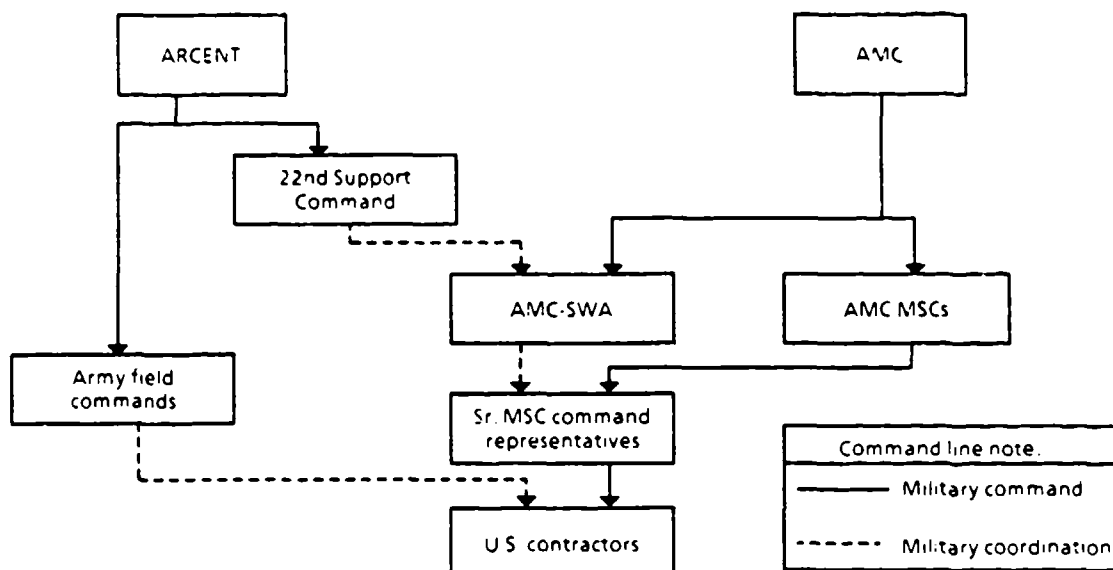 ARCENT
AMC
22nd Support
Command
AMC-SWA
AMC MSCs
Army field
commands
Sr. MSC command
representatives
Command line note.
Military command
U S contractors
Military coordination